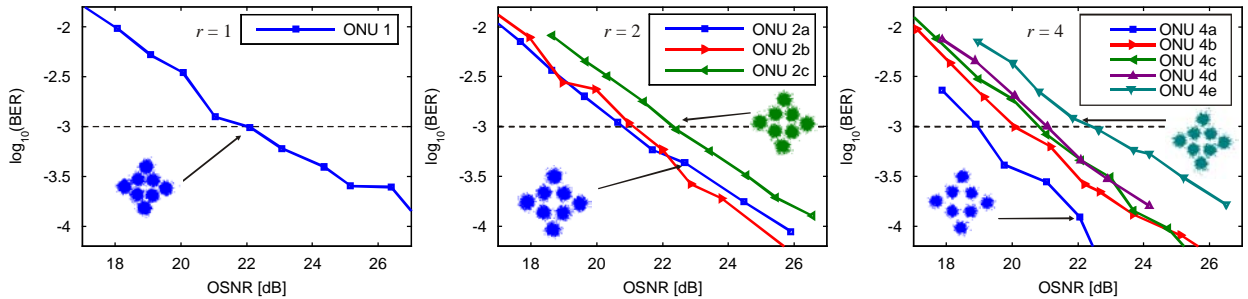 r = 1
ONU 1
log10(BER)
-2
-2.5
-3
-3.5
-4
18 20 22 24 26
OSNR [dB]
r = 2
ONU 2a
ONU 2b
ONU 2c
log10(BER)
-2
-2.5
-3
-3.5
-4
18 20 22 24 26
OSNR [dB]
r = 4
ONU 4a
ONU 4b
ONU 4c
ONU 4d
ONU 4e
log10(BER)
-2
-2.5
-3
-3.5
-4
18 20 22 24 26
OSNR [dB]